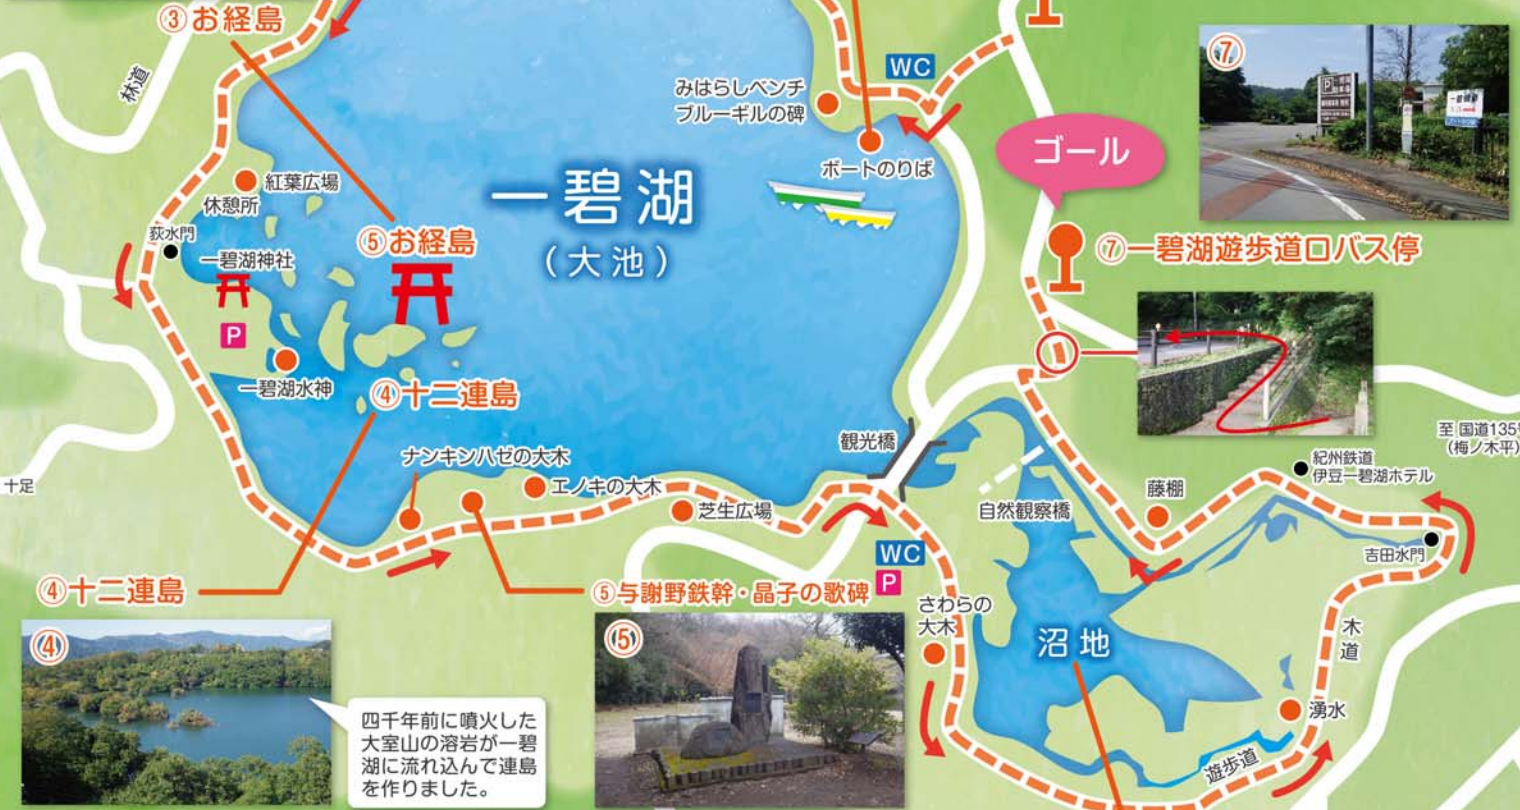 ③お経島
林道
WC
みはらしベンチ
ブルーギルの碑
ボートのりば
ゴール
⑦
P
一碧湖
(大池)
紅葉広場
休憩所
荻水門
一碧湖神社
P
⑤お経島
⑦一碧湖遊歩道口バス停
一碧湖水神
④十二連島
観光橋
至 国道135号
(梅ノ木平)
紀州鉄道
伊豆一碧湖ホテル
十足
ナンキンハゼの大木
エノキの大木
芝生広場
自然観察橋
藤棚
吉田水門
WC
P
④十二連島
⑤与謝野鉄幹・晶子の歌碑
さわらの
大木
沼地
木道
湧水
遊歩道
④
四千年前に噴火した
大室山の溶岩が一碧
湖に流れ込んで連島
を作りました。
⑤